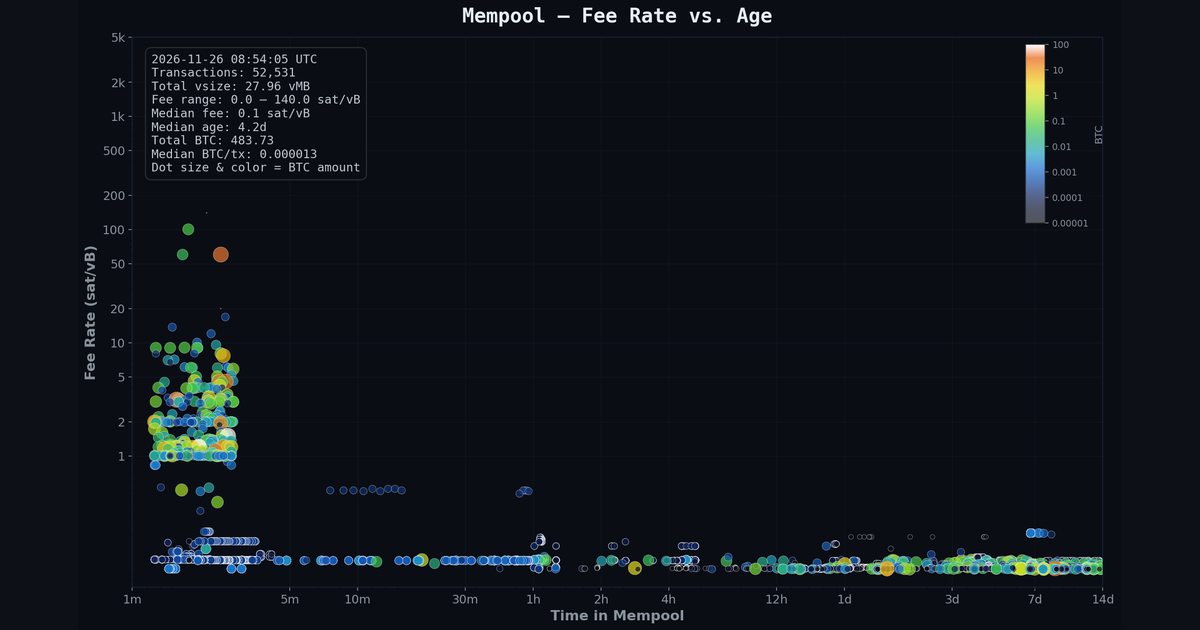 Mempool — Fee Rate vs. Age
2026-11-26 08:54:05 UTC
Transactions: 52,531
Total vsize: 27.96 vMB
Fee range: 0.0 — 140.0 sat/vB
Median fee: 0.1 sat/vB
Median age: 4.2d
Total BTC: 483.73
Median BTC/tx: 0.000013
Dot size & color = BTC amount
5k
2k
1k
500
200
100
50
20
10
5
2
1
Fee Rate (sat/vB)
100
10
1
0.1
0.01
0.001
0.0001
0.00001
BTC
1m
5m
10m
30m
1h
2h
4h
12h
1d
3d
7d
14d
Time in Mempool